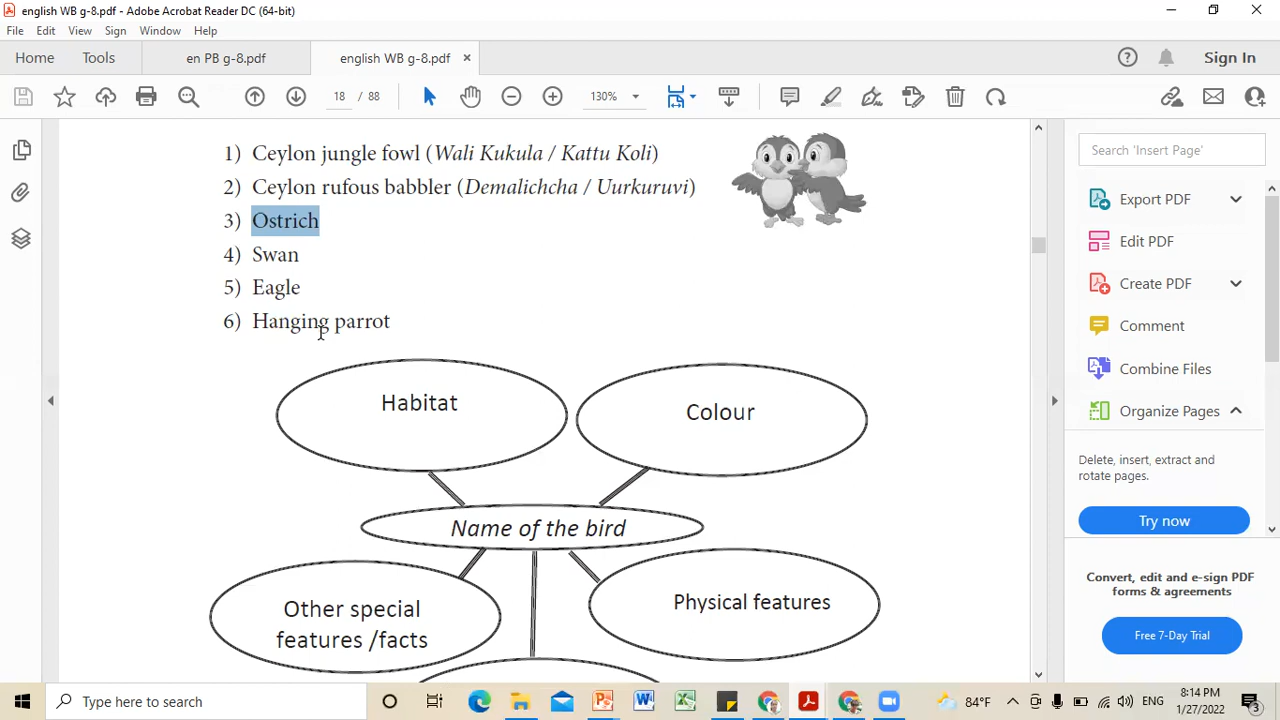 english WB g-8.pdf - Adobe Acrobat Reader DC (64-bit)
File Edit View Sign Window Help
Home Tools en PB g-8.pdf english WB g-8.pdf × Sign In
18 / 88 130%
1) Ceylon jungle fowl (Wali Kukula / Kattu Koli)
2) Ceylon rufous babbler (Demalichcha / Uurkuruvi)
3) Ostrich
4) Swan
5) Eagle
6) Hanging parrot
Habitat
Colour
Name of the bird
Other special
features /facts
Physical features
Search 'Insert Page'
Export PDF
Edit PDF
Create PDF
Comment
Combine Files
Organize Pages
Delete, insert, extract and
rotate pages.
Try now
Convert, edit and e-sign PDF
forms & agreements
Free 7-Day Trial
Type here to search
84°F
ENG
8:14 PM
1/27/2022
3